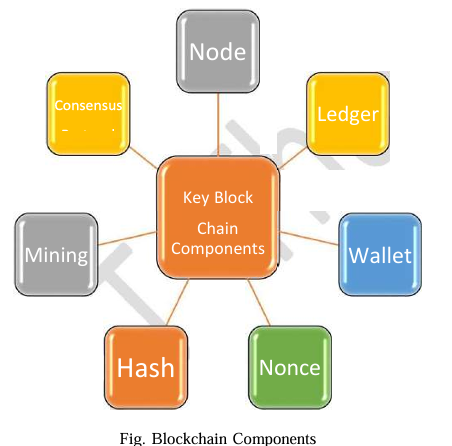 Node
Consensus
Ledger
Key Block
Chain
Components
Mining
Wallet
Hash
Nonce
Fig. Blockchain Components